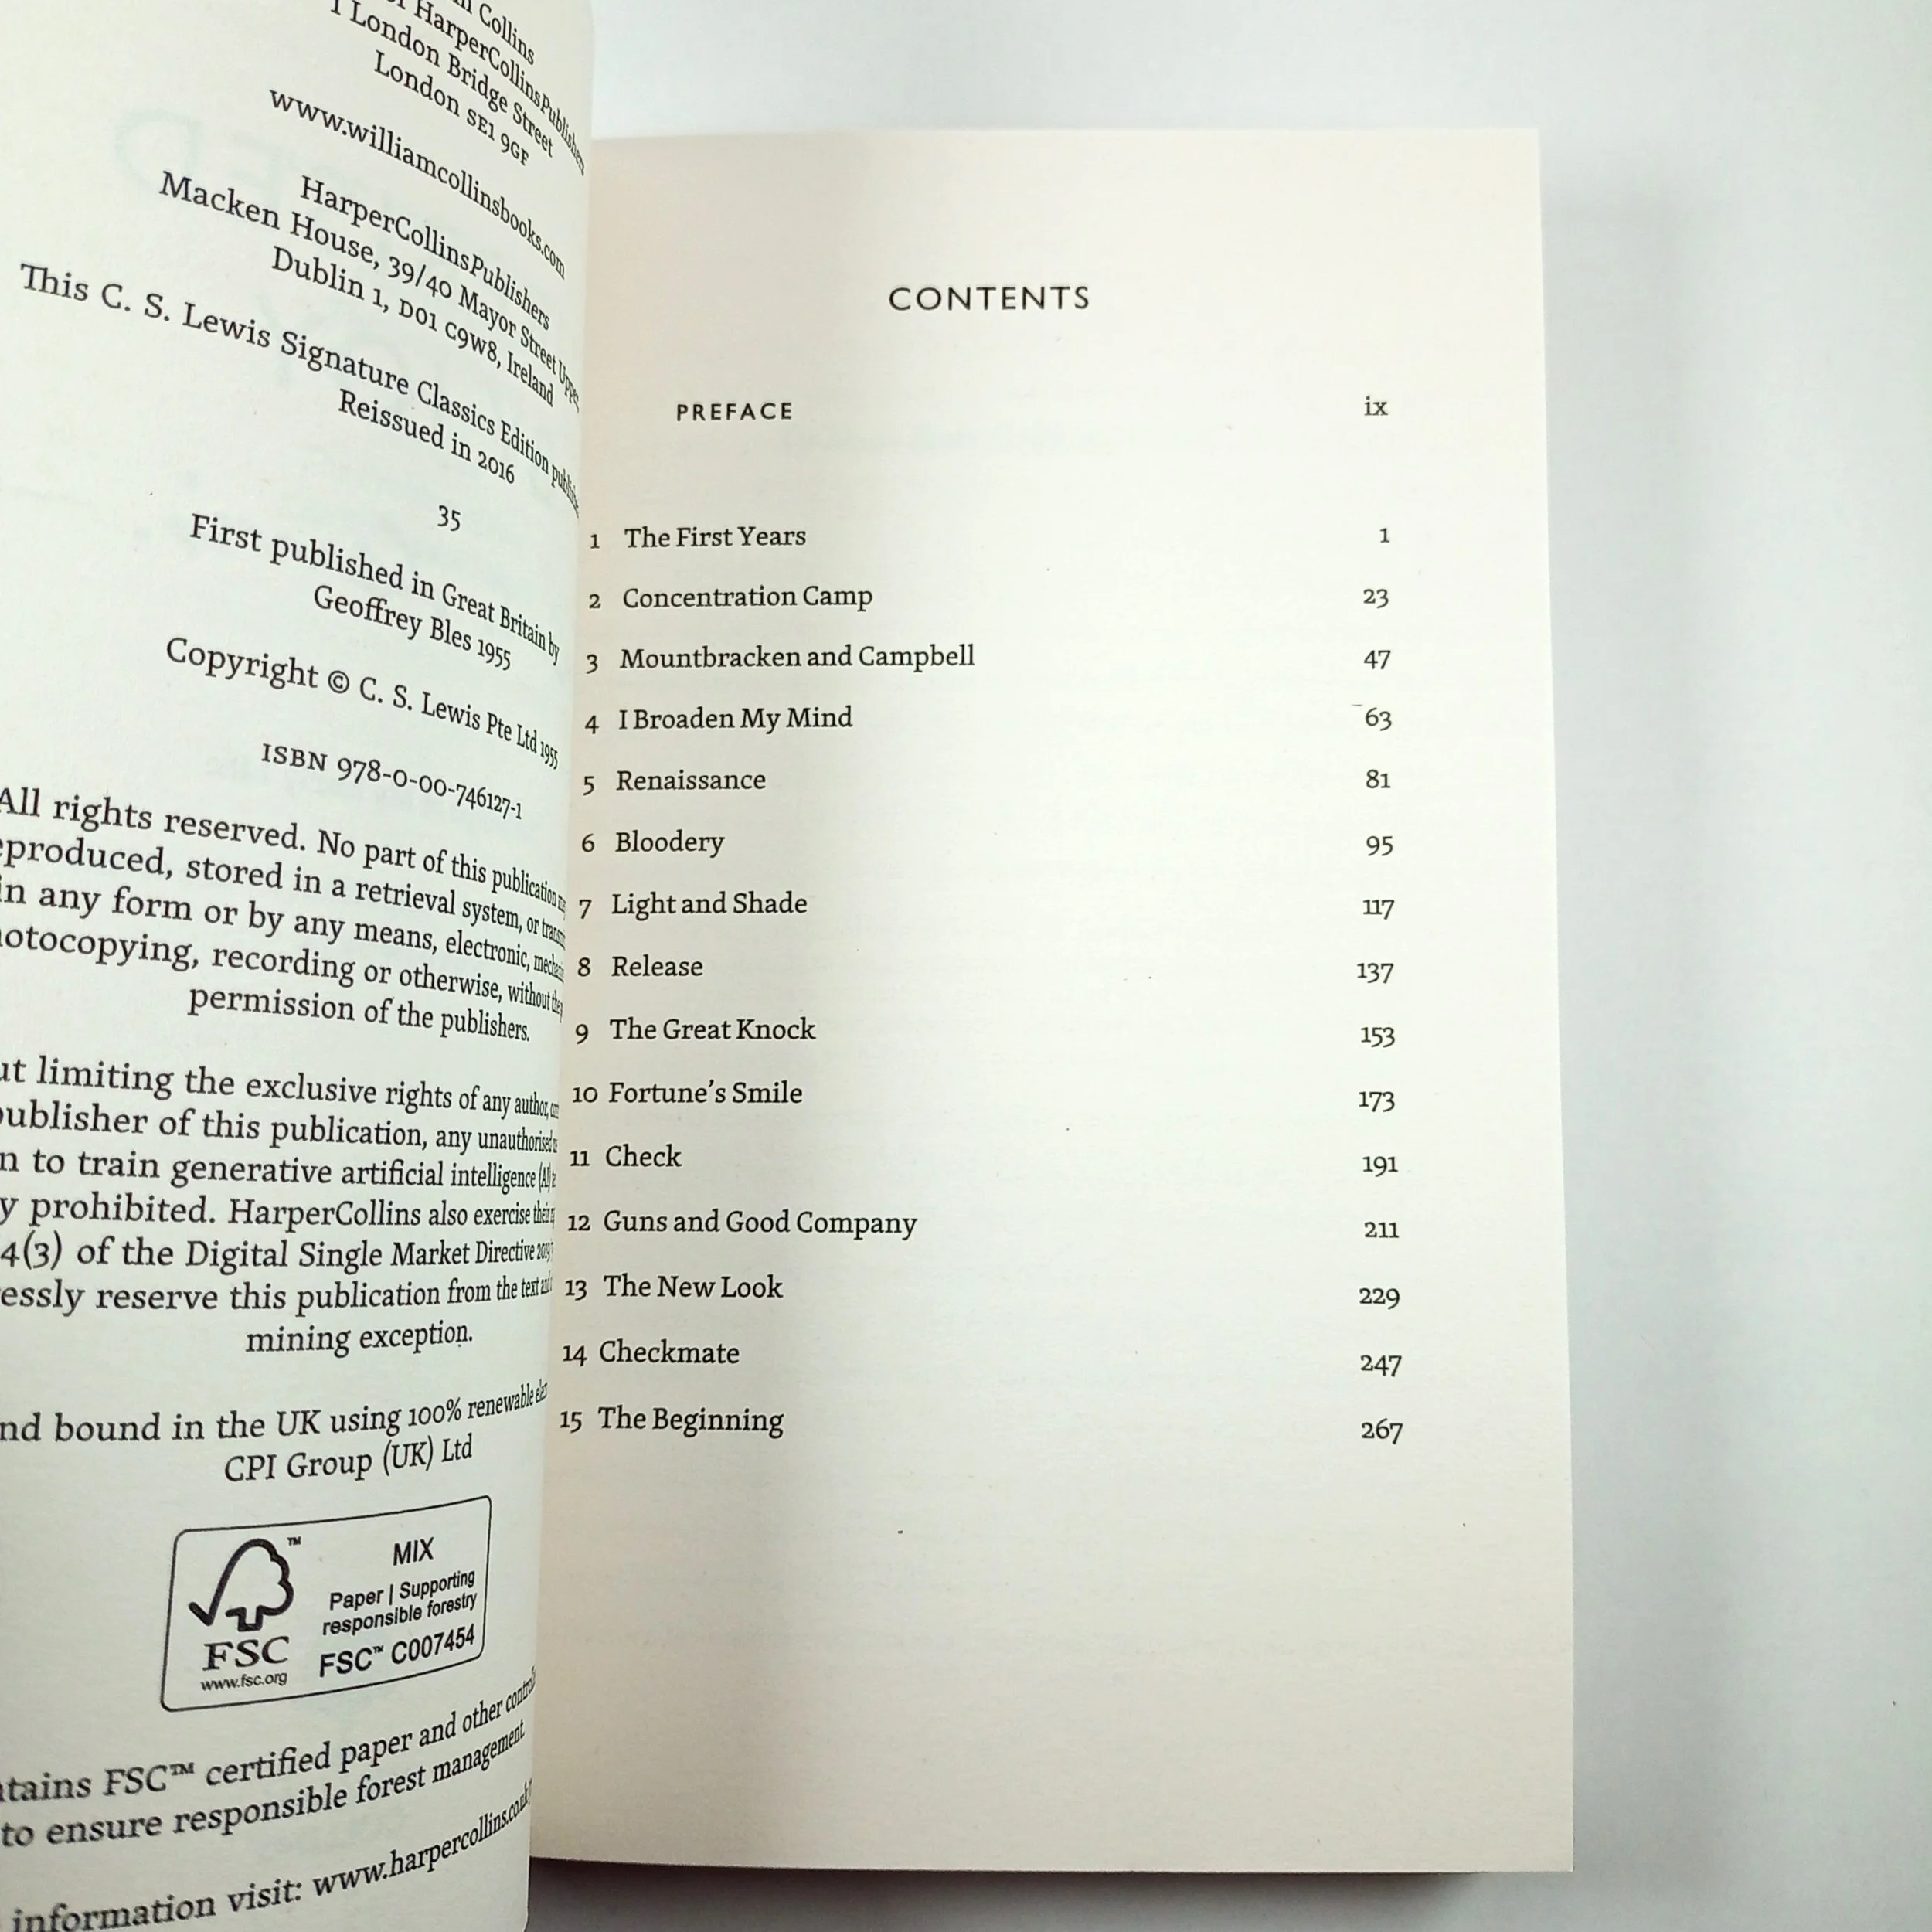 Collins
HarperCollinsPublishers
1 London Bridge Street
London SE1 9GF
www.williamcollinsbooks.com
HarperCollinsPublishers
Macken House, 39/40 Mayor Street Upper
Dublin 1, D01 C9W8, Ireland
This C. S. Lewis Signature Classics Edition
Reissued in 2016
35
First published in Great Britain by
Geoffrey Bles 1955
Copyright © C. S. Lewis Pte Ltd 1955
ISBN 978-0-00-746127-1
All rights reserved. No part of this publication
stored in a retrieval system, or
in any form or by any means, electronic,
recording or otherwise, without the
permission of the publishers.
limiting the exclusive rights of any author,
publisher of this publication, any unauthorised
to train generative artificial intelligence (AI)
prohibited. HarperCollins also exercise their
4(3) of the Digital Single Market Directive
reserve this publication from the text and
mining exception.
bound in the UK using 100% renewable
CPI Group (UK) Ltd
MIX
Paper | Supporting
responsible forestry
FSC™ C007454
FSC
www.fsc.org
FSC™ certified paper and other
to ensure responsible forest management.
information visit: www.harpercollins.co.uk
CONTENTS
PREFACE ix
1 The First Years 1
2 Concentration Camp 23
3 Mountbracken and Campbell 47
4 I Broaden My Mind 63
5 Renaissance 81
6 Bloodery 95
7 Light and Shade 117
8 Release 137
9 The Great Knock 153
10 Fortune's Smile 173
11 Check 191
12 Guns and Good Company 211
13 The New Look 229
14 Checkmate 247
15 The Beginning 267